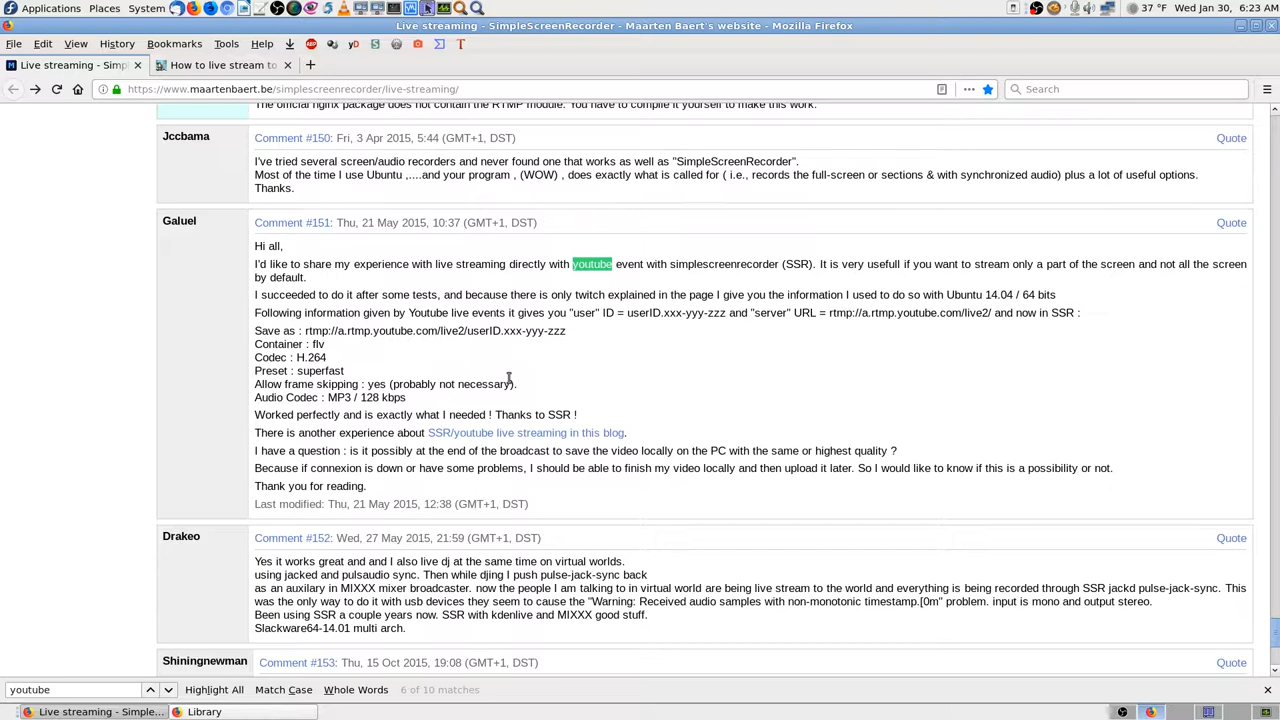 Applications Places System 37 °F Wed Jan 30, 6:23 AM
Live streaming - SimpleScreenRecorder - Maarten Baert's website - Mozilla Firefox
File Edit View History Bookmarks Tools Help
Live streaming - Simp How to live stream to
https://www.maartenbaert.be/simplescreenrecorder/live-streaming/ Search
The official nginx package does not contain the RTMP module. You have to compile it yourself to make this work.
Jccbama Comment #150: Fri, 3 Apr 2015, 5:44 (GMT+1, DST) Quote
I've tried several screen/audio recorders and never found one that works as well as "SimpleScreenRecorder".
Most of the time I use Ubuntu ,....and your program , (WOW) , does exactly what is called for ( i.e., records the full-screen or sections & with synchronized audio) plus a lot of useful options.
Thanks.
Galuel Comment #151: Thu, 21 May 2015, 10:37 (GMT+1, DST) Quote
Hi all,
I'd like to share my experience with live streaming directly with youtube event with simplescreenrecorder (SSR). It is very usefull if you want to stream only a part of the screen and not all the screen
by default.
I succeeded to do it after some tests, and because there is only twitch explained in the page I give you the information I used to do so with Ubuntu 14.04 / 64 bits
Following information given by Youtube live events it gives you "user" ID = userID.xxx-yyy-zzz and "server" URL = rtmp://a.rtmp.youtube.com/live2/ and now in SSR :
Save as : rtmp://a.rtmp.youtube.com/live2/userID.xxx-yyy-zzz
Container : flv
Codec : H.264
Preset : superfast
Allow frame skipping : yes (probably not necessary).
Audio Codec : MP3 / 128 kbps
Worked perfectly and is exactly what I needed ! Thanks to SSR !
There is another experience about SSR/youtube live streaming in this blog.
I have a question : is it possibly at the end of the broadcast to save the video locally on the PC with the same or highest quality ?
Because if connexion is down or have some problems, I should be able to finish my video locally and then upload it later. So I would like to know if this is a possibility or not.
Thank you for reading.
Last modified: Thu, 21 May 2015, 12:38 (GMT+1, DST)
Drakeo Comment #152: Wed, 27 May 2015, 21:59 (GMT+1, DST) Quote
Yes it works great and and I also live dj at the same time on virtual worlds.
using jacked and pulsaudio sync. Then while djing I push pulse-jack-sync back
as an auxilary in MIXXX mixer broadcaster. now the people I am talking to in virtual world are being live stream to the world and everything is being recorded through SSR jackd pulse-jack-sync. This
was the only way to do it with usb devices they seem to cause the "Warning: Received audio samples with non-monotonic timestamp.[0m" problem. input is mono and output stereo.
Been using SSR a couple years now. SSR with kdenlive and MIXXX good stuff.
Slackware64-14.01 multi arch.
Shiningnewman Comment #153: Thu, 15 Oct 2015, 19:08 (GMT+1, DST) Quote
youtube Highlight All Match Case Whole Words 6 of 10 matches
Live streaming - Simple... Library